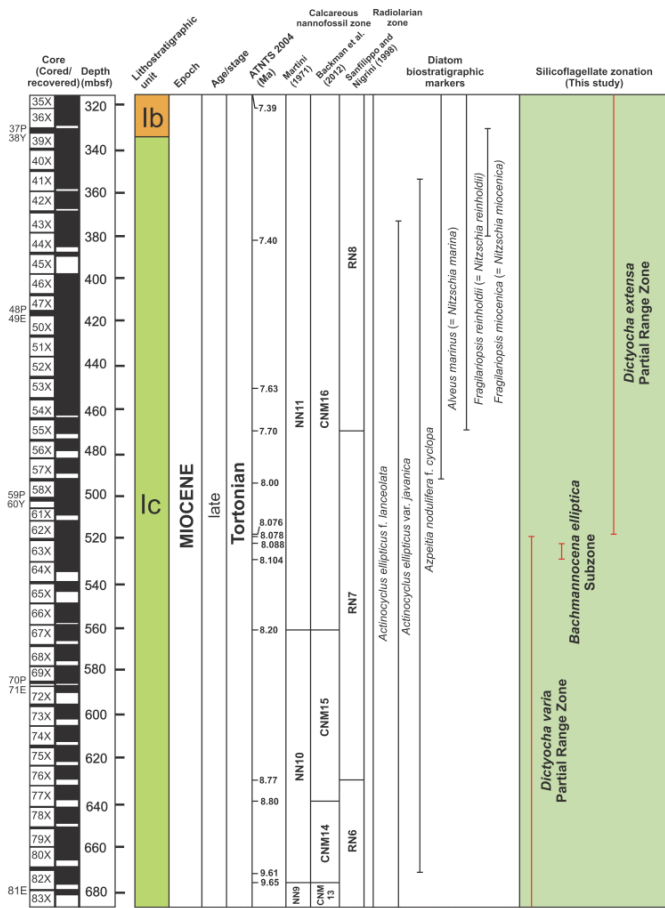 Core
(Cored/
recovered)
Depth
(mbsf)
Lithostratigraphic
unit
Epoch
Age/stage
ATNTS 2004
(Ma)
Calcareous
nannofossil zone
Martini
(1971)
Backman et al.
(2012)
Radiolarian
zone
Sanfilippo and
Nigrini (1998)
Diatom
biostratigraphic
markers
Silicoflagellate zonation
(This study)
35X
36X
37P
38Y
39X
40X
41X
42X
43X
44X
45X
46X
47X
48P
49E
50X
51X
52X
53X
54X
55X
56X
57X
58X
59P
60Y
61X
62X
63X
64X
65X
66X
67X
68X
69X
70P
71E
72X
73X
74X
75X
76X
77X
78X
79X
80X
82X
81E
83X
320
340
360
380
400
420
440
460
480
500
520
540
560
580
600
620
640
660
680
Ib
Ic
MIOCENE
late
Tortonian
7.39
7.40
7.63
7.70
8.00
8.076
8.078
8.088
8.104
8.20
8.77
8.80
9.61
9.65
NN11
NN10
NN9
CNM16
CNM15
CNM14
CNM
13
RN8
RN7
RN6
Actinocyclus ellipticus f. lanceolata
Actinocyclus ellipticus var. javanica
Azpeitia nodulifera f. cyclopa
Alveus marinus (= Nitzschia marina)
Fragilariopsis reinholdii (= Nitzschia reinholdii)
Fragilariopsis miocenica (= Nitzschia miocenica)
Dictyocha varia
Partial Range Zone
Bachmannocena elliptica
Subzone
Dictyocha extensa
Partial Range Zone